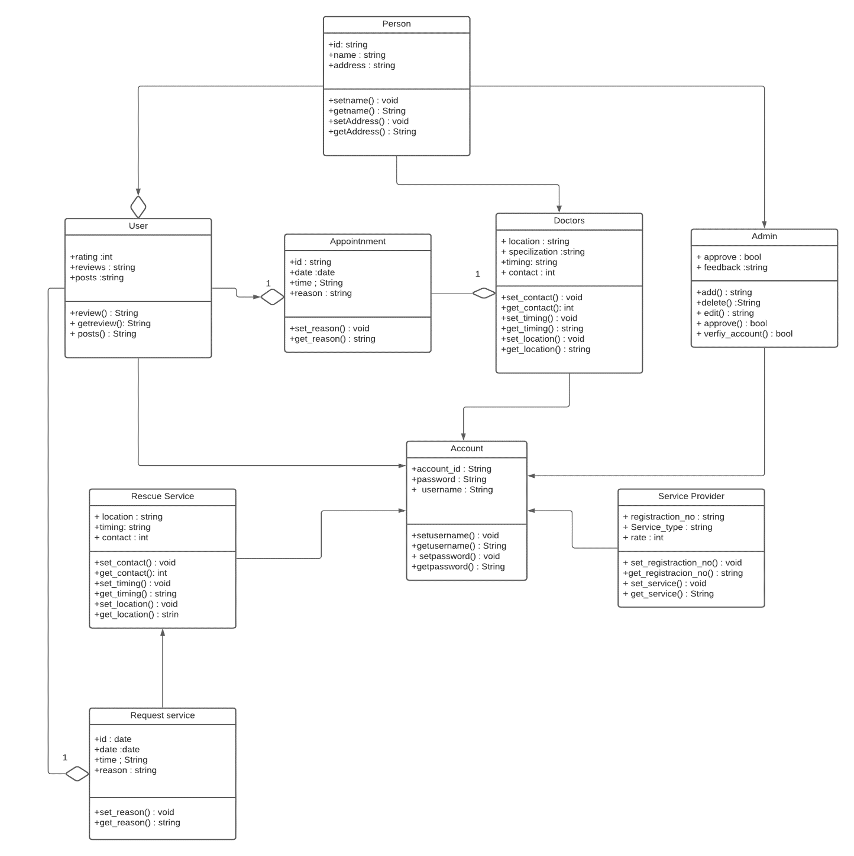 Person
+id: string
+name : string
+address : string
+setname() : void
+getname() : String
+setAddress() : void
+getAddress() : String
User
+rating :int
+reviews : string
+posts :string
+review() : String
+ getreview(): String
+ posts() : String
1
Appointnment
+id : string
+date :date
+time ; String
+reason : string
+set_reason() : void
+get_reason() : string
1
Doctors
+ location : string
+ specilization :string
+timing: string
+ contact : int
+set_contact() : void
+get_contact(): int
+set_timing() : void
+get_timing() : string
+set_location() : void
+get_location() : string
Admin
+ approve : bool
+ feedback :string
+add() : string
+delete() :String
+ edit() : string
+ approve() : bool
+ verfiy_account() : bool
Account
+account_id : String
+password : String
+ username : String
+setusername() : void
+getusername() : String
+ setpassword() : void
+getpassword() : String
Rescue Service
+ location : string
+timing: string
+ contact : int
+set_contact() : void
+get_contact(): int
+set_timing() : void
+get_timing() : string
+set_location() : void
+get_location() : strin
Service Provider
+ registraction_no : string
+ Service_type : string
+ rate : int
+ set_registraction_no() : void
+get_registracion_no() : string
+ set_service() : void
+ get_service() : String
1
Request service
+id : date
+date :date
+time ; String
+reason : string
+set_reason() : void
+get_reason() : string